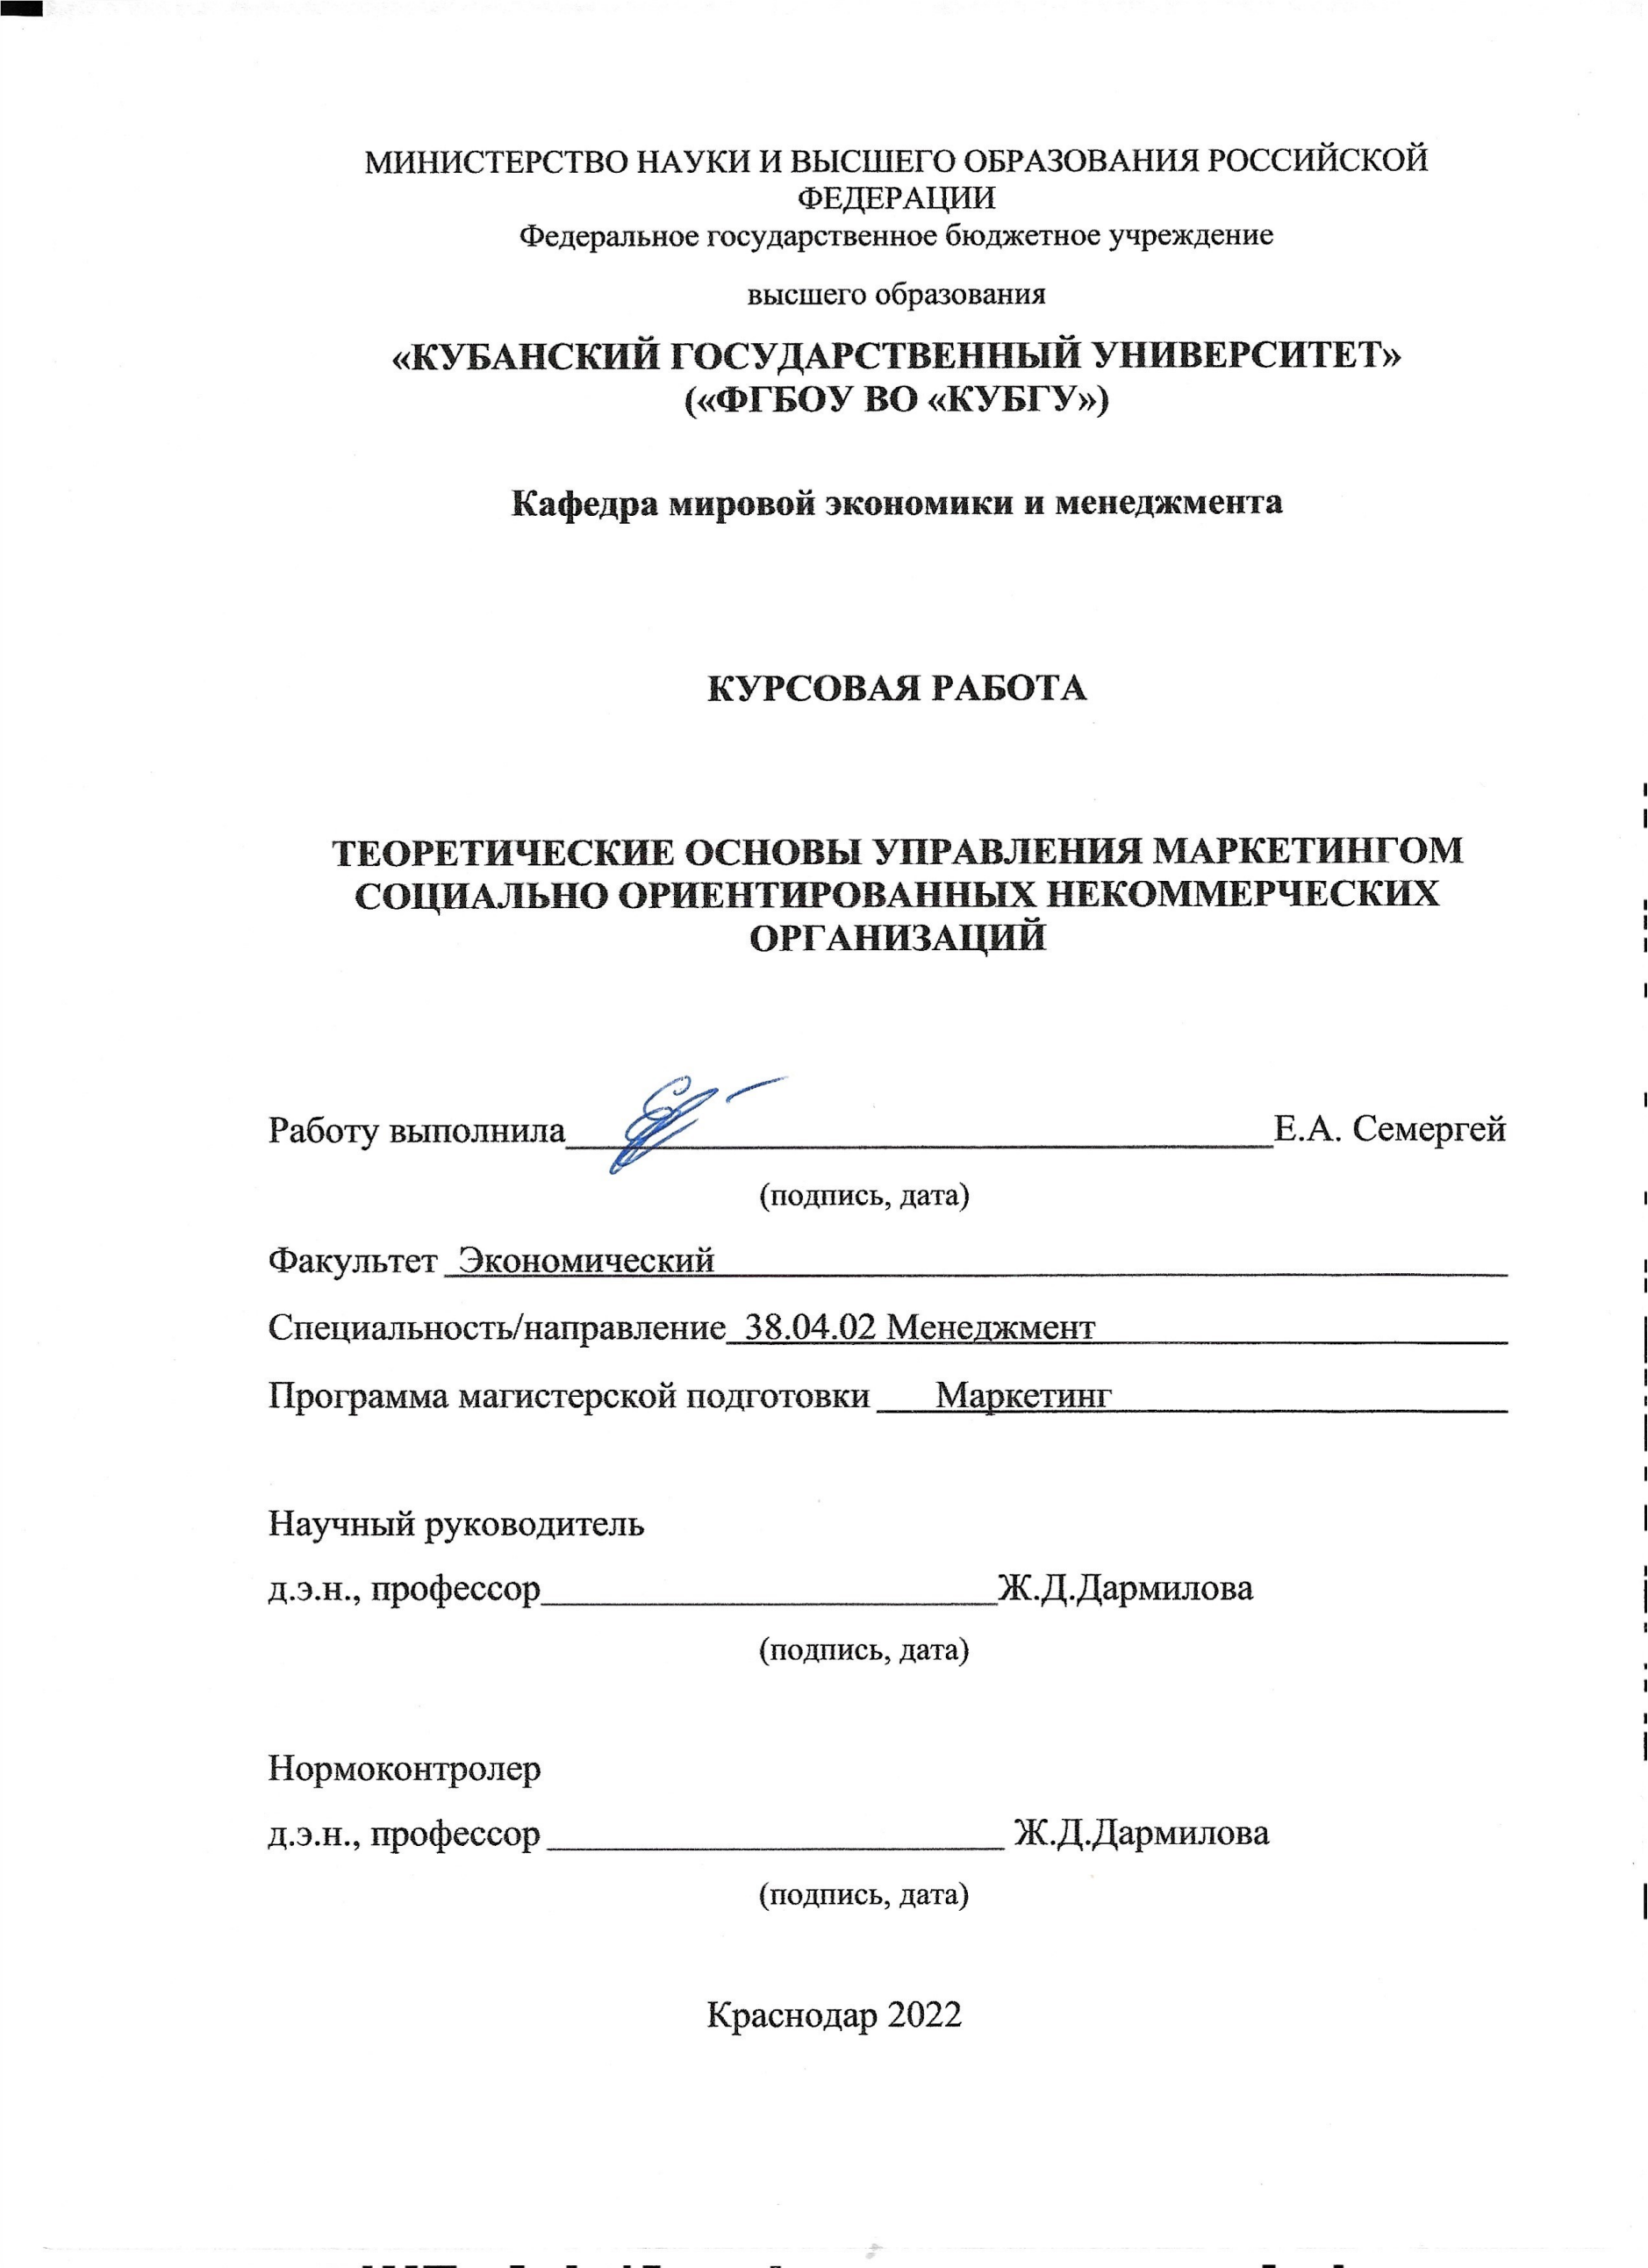 МИНИСТЕРСТВО НАУКИ И ВЫСШЕГО ОБРАЗОВАНИЯ РОССИЙСКОЙ
ФЕДЕРАЦИИ
Федеральное государственное бюджетное учреждение
высшего образования
«КУБАНСКИЙ ГОСУДАРСТВЕННЫЙ УНИВЕРСИТЕТ»
(«ФГБОУ ВО «КУБГУ»)
Кафедра мировой экономики и менеджмента
КУРСОВАЯ РАБОТА
ТЕОРЕТИЧЕСКИЕ ОСНОВЫ УПРАВЛЕНИЯ МАРКЕТИНГОМ
СОЦИАЛЬНО ОРИЕНТИРОВАННЫХ НЕКОММЕРЧЕСКИХ
ОРГАНИЗАЦИЙ
Работу выполнила Е.А. Семергей
(подпись, дата)
Факультет Экономический
Специальность/направление 38.04.02 Менеджмент
Программа магистерской подготовки Маркетинг
Научный руководитель
д.э.н., профессор Ж.Д.Дармилова
(подпись, дата)
Нормоконтролер
д.э.н., профессор Ж.Д.Дармилова
(подпись, дата)
Краснодар 2022